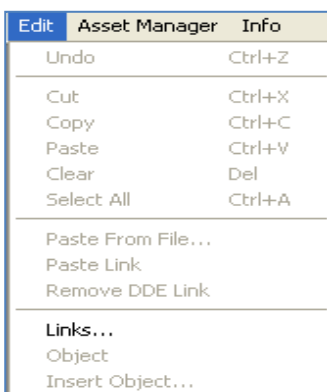 Edit Asset Manager Info
Undo Ctrl+Z
Cut Ctrl+X
Copy Ctrl+C
Paste Ctrl+V
Clear Del
Select All Ctrl+A
Paste From File...
Paste Link
Remove DDE Link
Links...
Object
Insert Object...